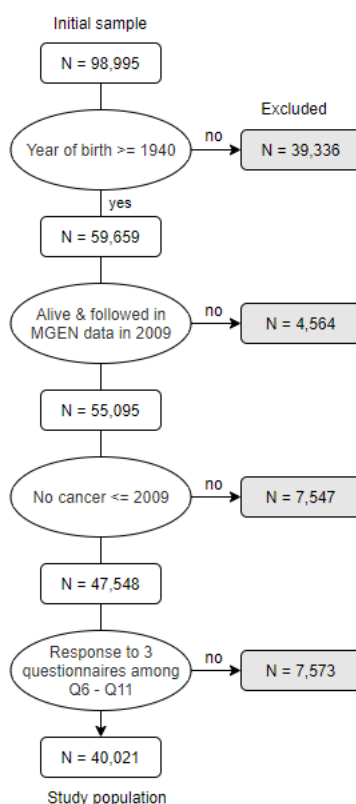 Initial sample
N = 98,995
Excluded
Year of birth >= 1940
no
N = 39,336
yes
N = 59,659
Alive & followed in
MGEN data in 2009
no
N = 4,564
N = 55,095
No cancer <= 2009
no
N = 7,547
N = 47,548
Response to 3
questionnaires among
Q6 - Q11
no
N = 7,573
N = 40,021
Study population